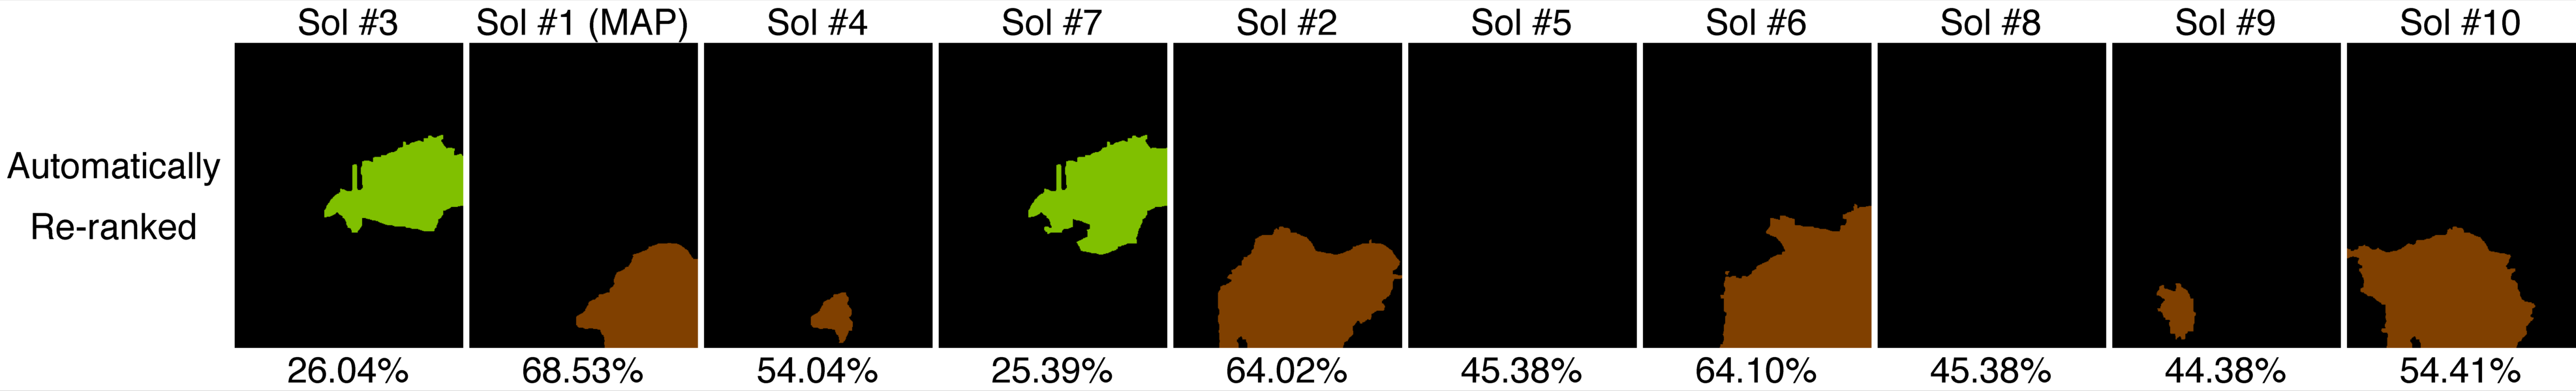 Sol #3 Sol #1 (MAP) Sol #4 Sol #7 Sol #2 Sol #5 Sol #6 Sol #8 Sol #9 Sol #10
Automatically
Re-ranked
26.04% 68.53% 54.04% 25.39% 64.02% 45.38% 64.10% 45.38% 44.38% 54.41%